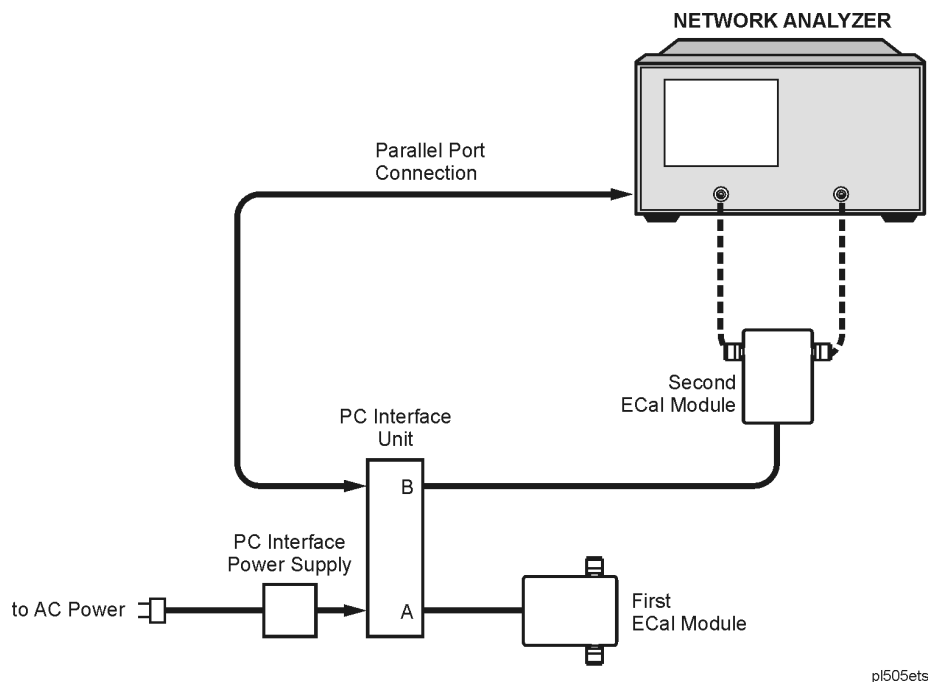 NETWORK ANALYZER
Parallel Port
Connection
Second
ECal Module
PC Interface
Unit
B
PC Interface
Power Supply
to AC Power
A
First
ECal Module
pl505ets